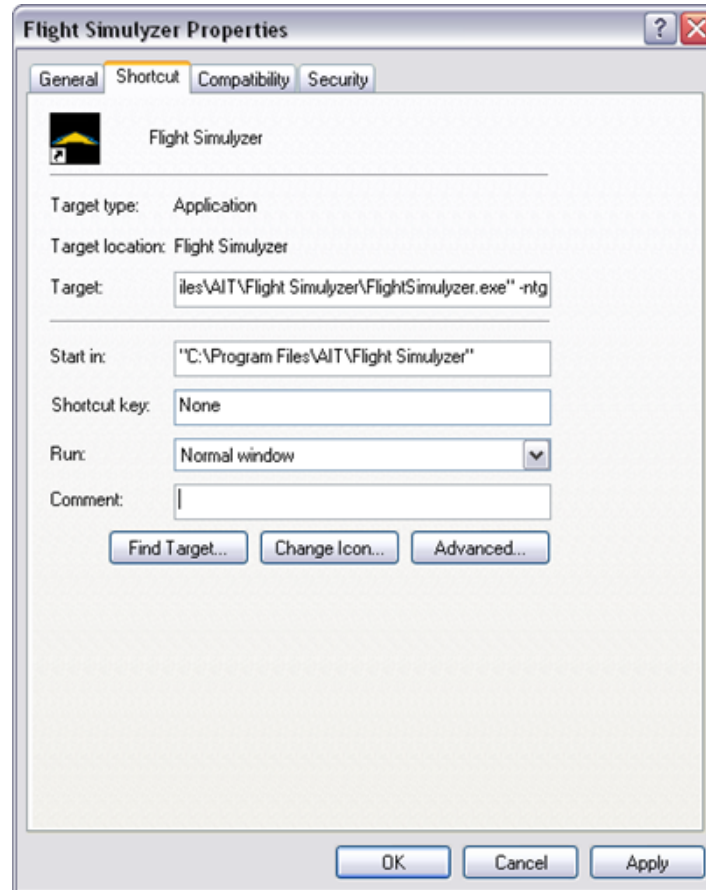 Flight Simulyzer Properties
General Shortcut Compatibility Security
Flight Simulyzer
Target type: Application
Target location: Flight Simulyzer
Target: iles\AIT\Flight Simulyzer\FlightSimulyzer.exe" -ntg
Start in: "C:\Program Files\AIT\Flight Simulyzer"
Shortcut key: None
Run: Normal window
Comment:
Find Target... Change Icon... Advanced...
OK Cancel Apply